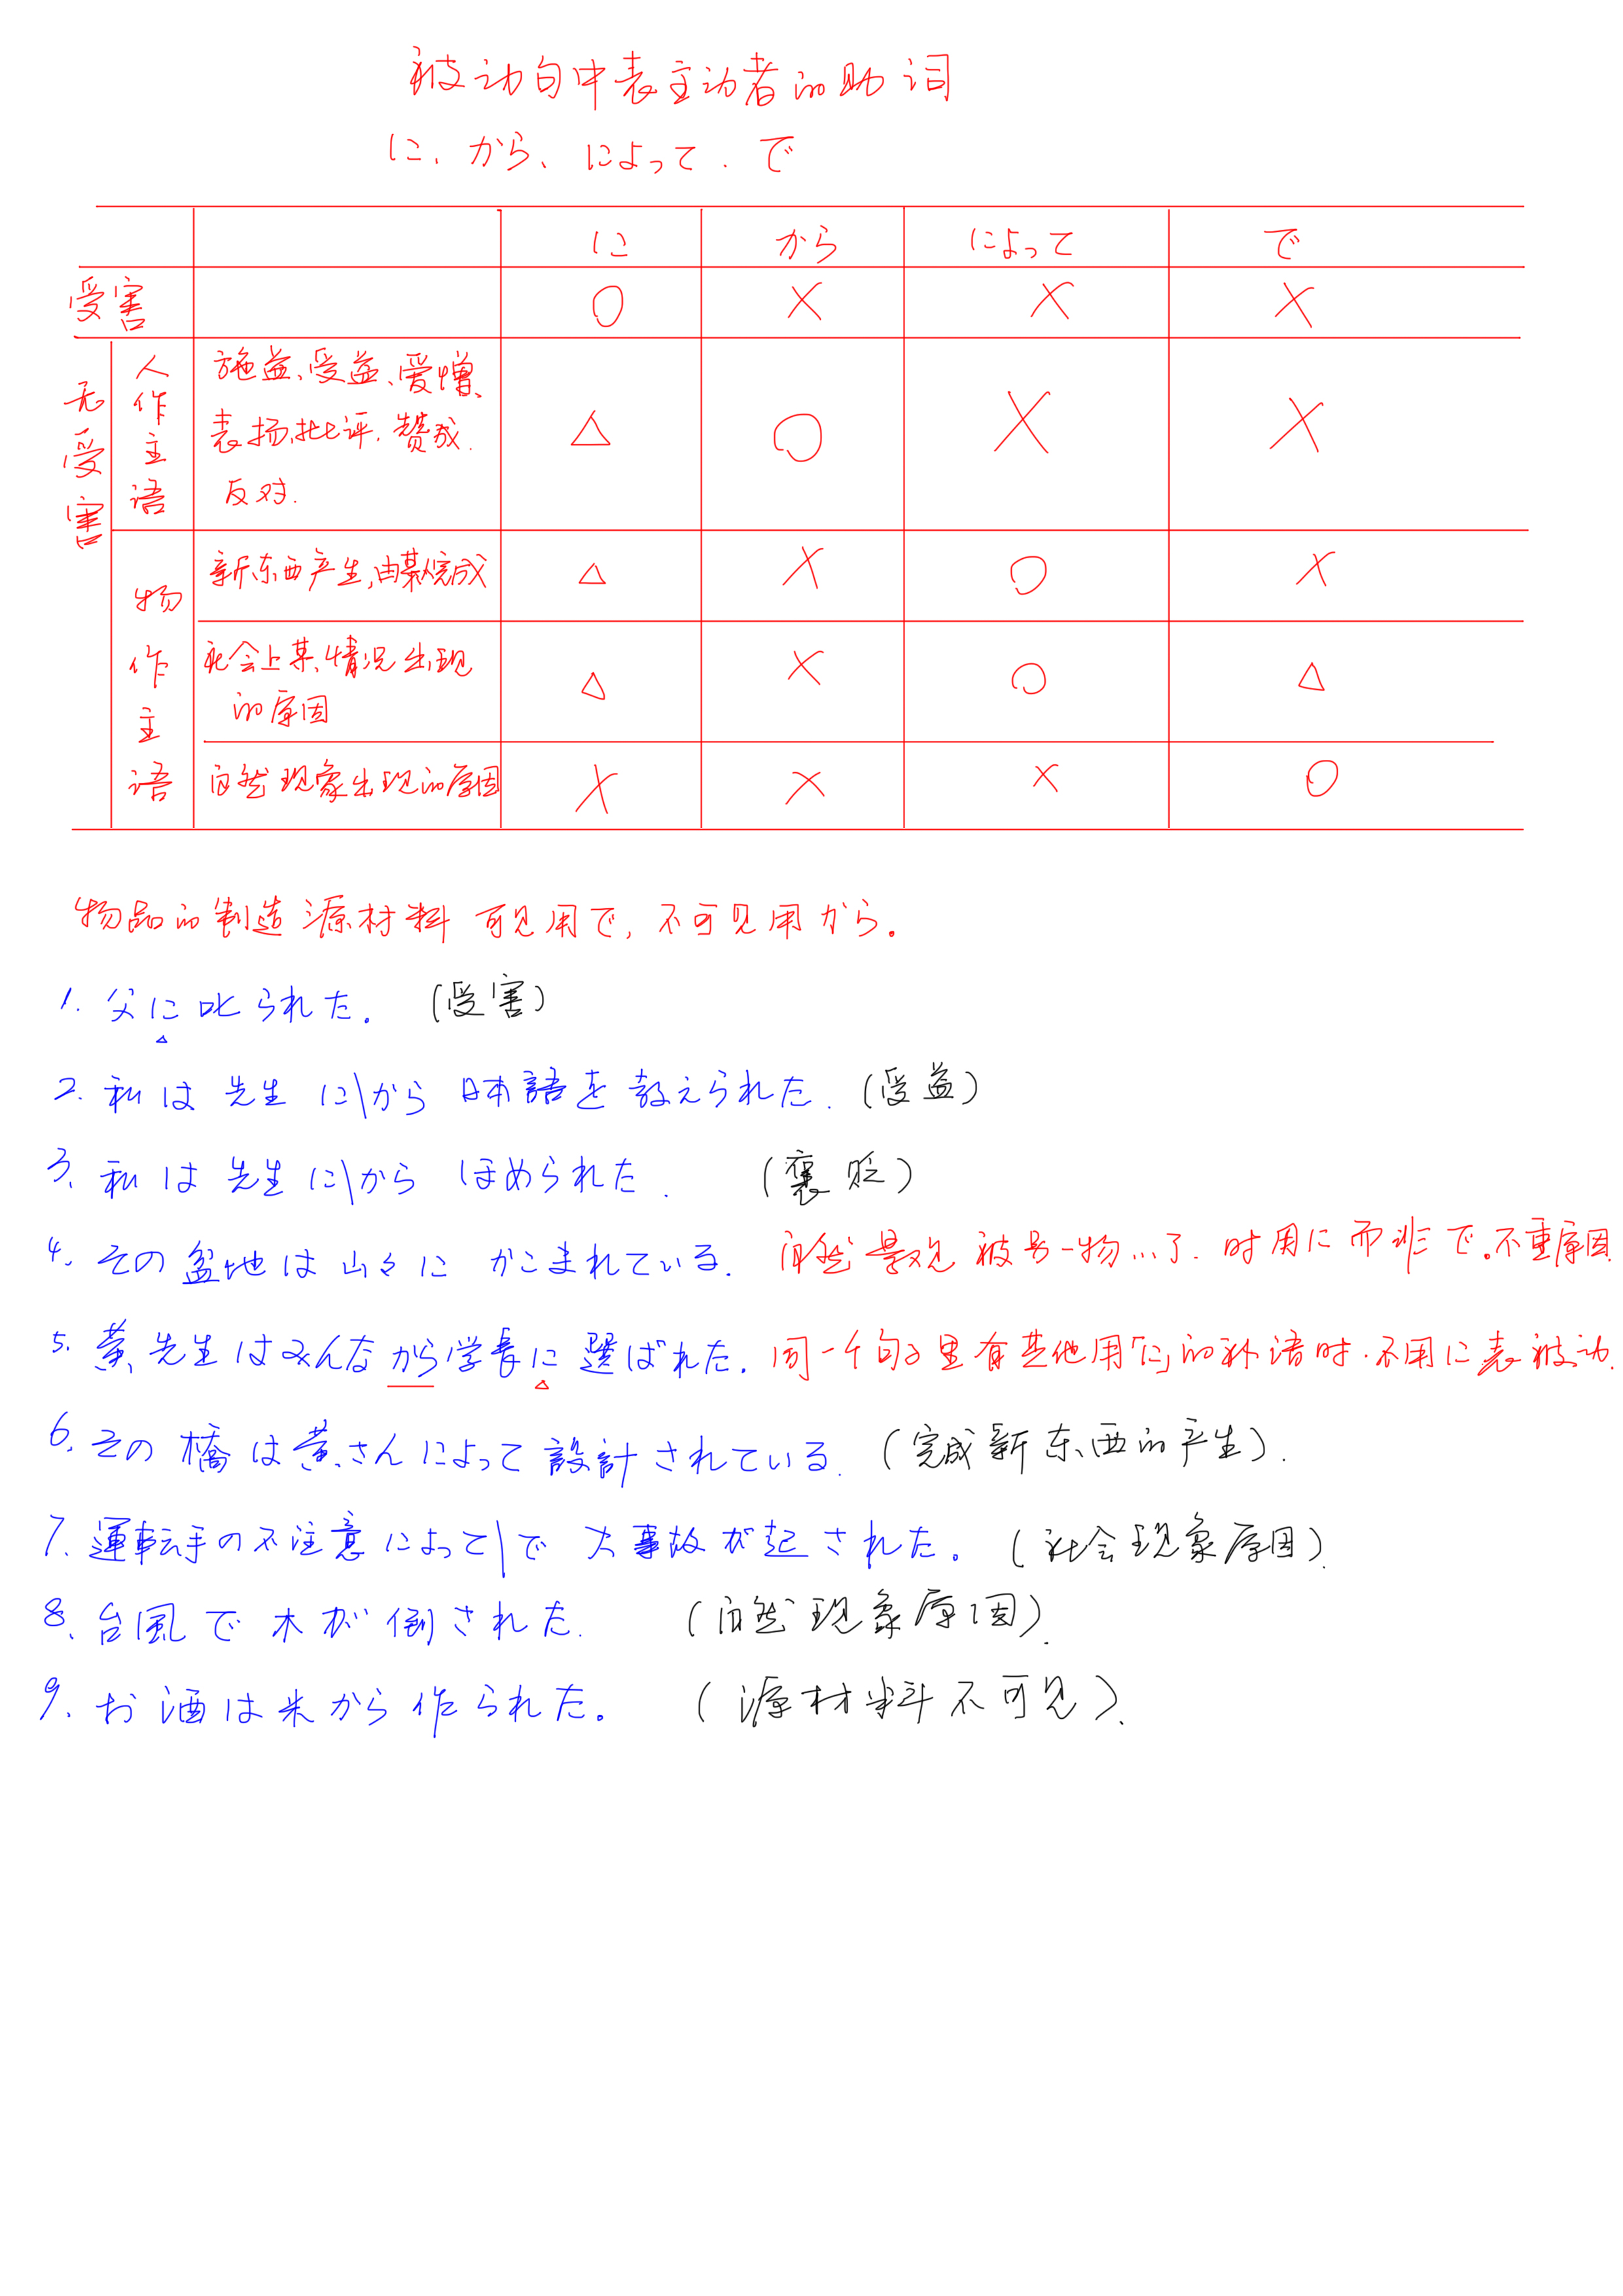 被动句中表主动者的助词
に、から、によって.で
に から によって で
受害 ○ × × ×
无受害 人作主语 施益、受益、爱憎、 △ ○ × ×
表扬、批评、赞成、
反对.
物作主语 新东西产生,由某人完成 △ × ○ ×
社会上某情况出现 △ × ○ △
的原因
自然现象出现的原因 × × × ○
物品的制造源材料 可见用で, 不可见用から。
1. 父に叱られた。 (受害)
△
2. 私は先生に\から 日本語を教えられた. (受益)
3. 私は先生に\から ほめられた. (褒贬)
4. その盆地は山々に かこまれている. 自然景观 被另一物…了.时用に而非で。不重原因.
5. 黄先生はみんなから学長に選ばれた. 同一个句子里有其他用「に」的补语时.不用に表被动.
△
6. その橋は黄さんによって設計されている. (完成新东西的产生).
7. 運転手の不注意によって\で 大事故が起された。 (社会现象原因).
8. 台風で木が倒された. (自然现象原因).
9. お酒は米から作られた。 (源材料不可见).